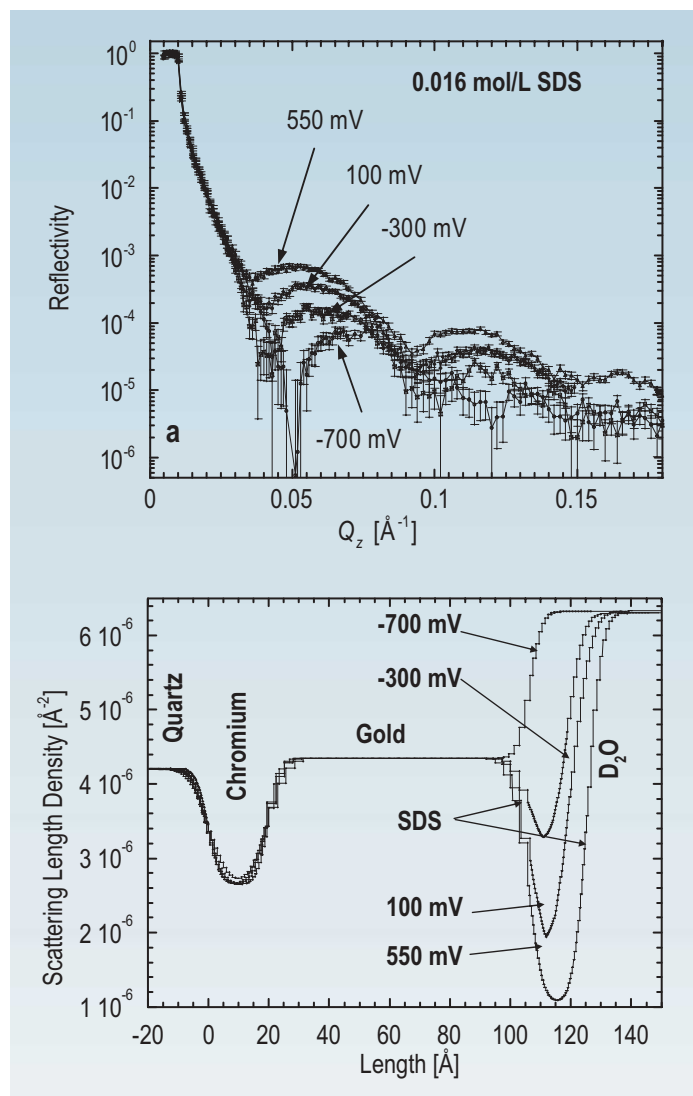 10⁰
10⁻¹
10⁻²
10⁻³
10⁻⁴
10⁻⁵
10⁻⁶
Reflectivity
0.016 mol/L SDS
550 mV
100 mV
-300 mV
-700 mV
a
0
0.05
0.1
0.15
Q_z [Å⁻¹]
6 10⁻⁶
5 10⁻⁶
4 10⁻⁶
3 10⁻⁶
2 10⁻⁶
1 10⁻⁶
Scattering Length Density [Å⁻²]
Quartz
Chromium
Gold
-700 mV
-300 mV
SDS
D₂O
100 mV
550 mV
-20
0
20
40
60
80
100
120
140
Length [Å]